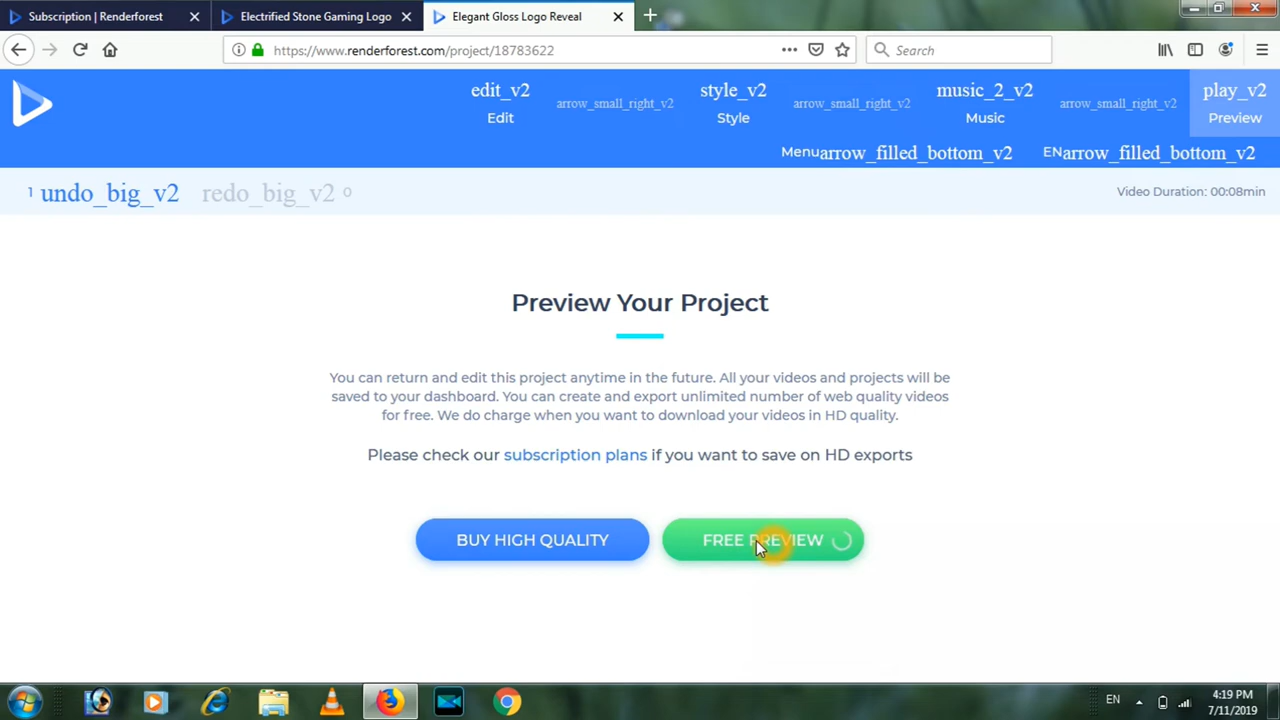 Subscription | Renderforest
Electrified Stone Gaming Logo
Elegant Gloss Logo Reveal
https://www.renderforest.com/project/18783622
Search
edit_v2
arrow_small_right_v2
style_v2
arrow_small_right_v2
music_2_v2
arrow_small_right_v2
play_v2
Edit
Style
Music
Preview
Menuarrow_filled_bottom_v2
ENarrow_filled_bottom_v2
1 undo_big_v2
redo_big_v2 0
Video Duration: 00:08min
Preview Your Project
You can return and edit this project anytime in the future. All your videos and projects will be
saved to your dashboard. You can create and export unlimited number of web quality videos
for free. We do charge when you want to download your videos in HD quality.
Please check our subscription plans if you want to save on HD exports
BUY HIGH QUALITY
FREE PREVIEW
EN
4:19 PM
7/11/2019